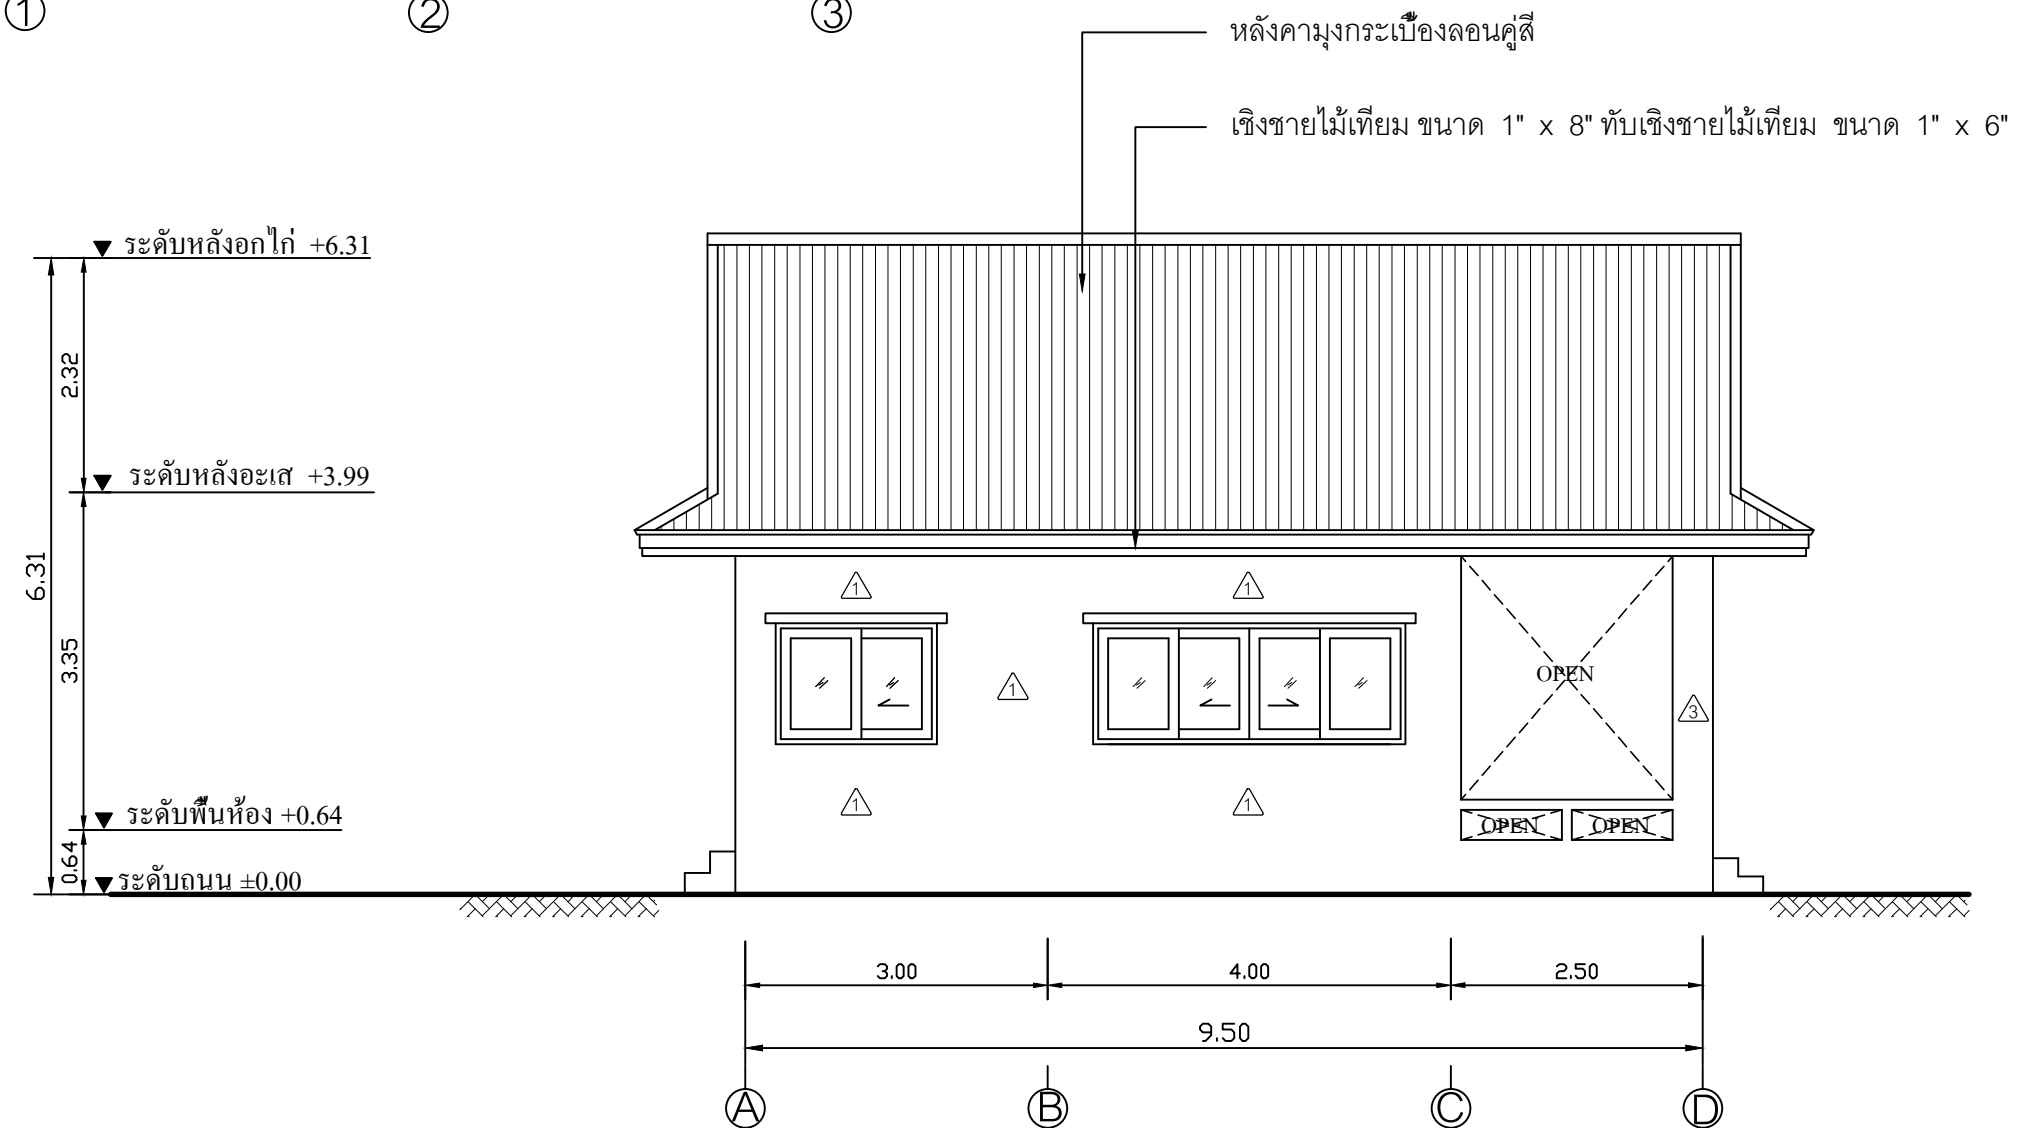 1 2 3
หลังคามุงกระเบื้องลอนคู่สี
เชิงชายไม้เทียม ขนาด 1" x 8" ทับเชิงชายไม้เทียม ขนาด 1" x 6"
ระดับหลังอกไก่ +6.31
2.32
ระดับหลังอะเส +3.99
6.31
3.35
ระดับพื้นห้อง +0.64
0.64
ระดับถนน ±0.00
1 1
1
OPEN
3
1 1
OPEN OPEN
3.00 4.00 2.50
9.50
A B C D